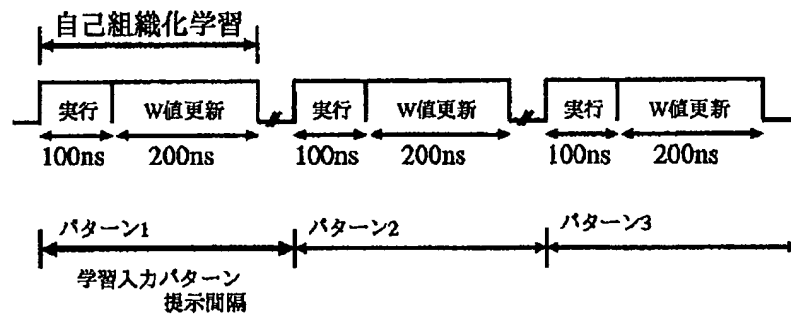 自己組織化学習
実行 W値更新 実行 W値更新 実行 W値更新
100ns 200ns 100ns 200ns 100ns 200ns
パターン1 パターン2 パターン3
学習入力パターン
提示間隔